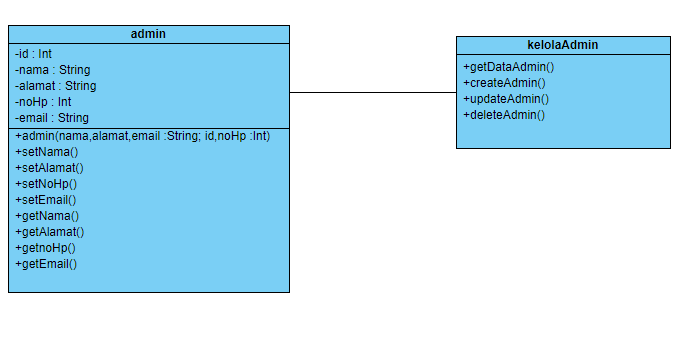 admin
-id : Int
-nama : String
-alamat : String
-noHp : Int
-email : String
+admin(nama,alamat,email :String; id,noHp :Int)
+setNama()
+setAlamat()
+setNoHp()
+setEmail()
+getNama()
+getAlamat()
+getnoHp()
+getEmail()
kelolaAdmin
+getDataAdmin()
+createAdmin()
+updateAdmin()
+deleteAdmin()